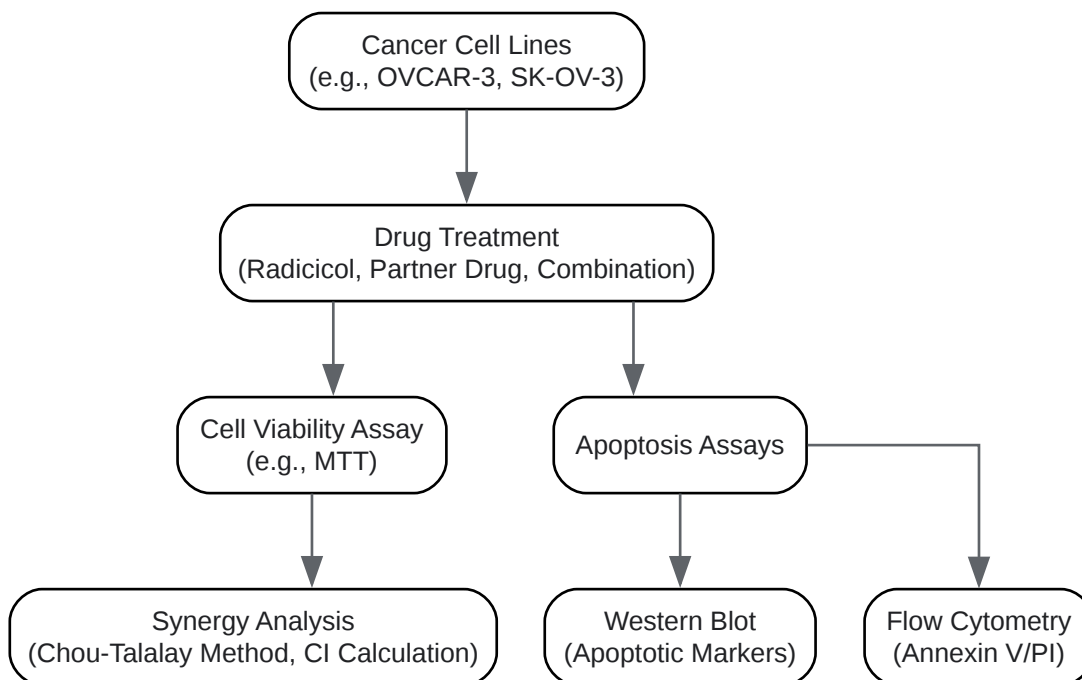 Cancer Cell Lines
(e.g., OVCAR-3, SK-OV-3)
Drug Treatment
(Radicicol, Partner Drug, Combination)
Cell Viability Assay
(e.g., MTT)
Apoptosis Assays
Synergy Analysis
(Chou-Talalay Method, CI Calculation)
Western Blot
(Apoptotic Markers)
Flow Cytometry
(Annexin V/PI)